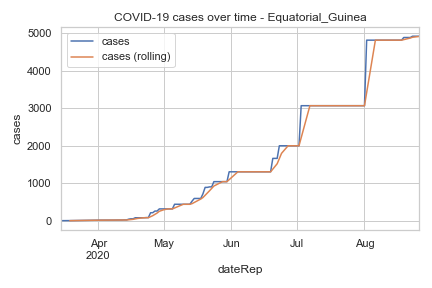 COVID-19 cases over time - Equatorial_Guinea
cases
cases (rolling)
5000
4000
3000
2000
1000
0
cases
Apr
2020
May
Jun
Jul
Aug
dateRep